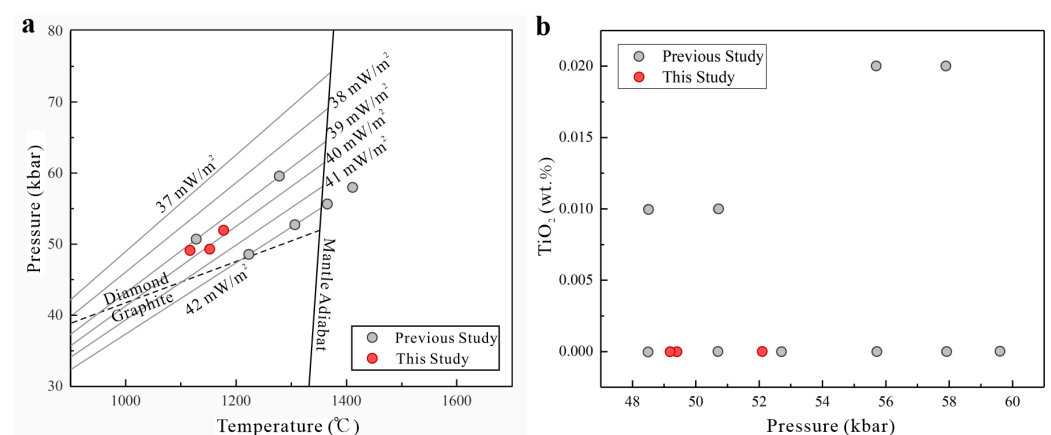 a
80
70
60
50
40
30
Pressure (kbar)
1000
1200
1400
1600
Temperature (℃)
37 mW/m²
38 mW/m²
39 mW/m²
40 mW/m²
41 mW/m²
42 mW/m²
Diamond
Graphite
Mantle Adiabat
Previous Study
This Study
b
Previous Study
This Study
0.020
0.015
0.010
0.005
0.000
TiO₂ (wt.%)
48
50
52
54
56
58
60
Pressure (kbar)